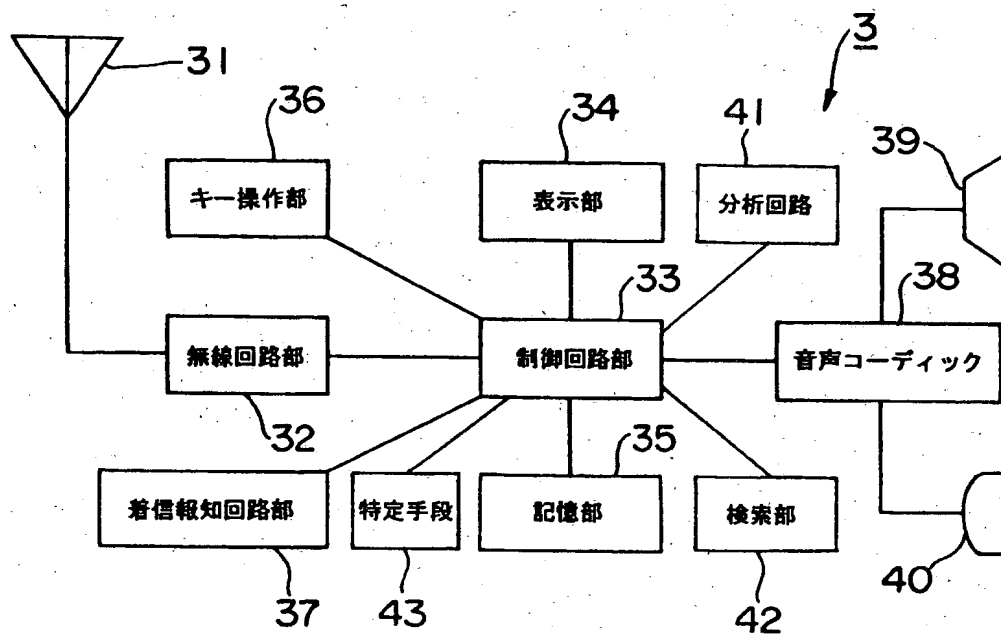 3
31
36
34
41
39
キー操作部
表示部
分析回路
33
38
無線回路部
制御回路部
音声コーディック
32
35
着信報知回路部
特定手段
記憶部
検索部
37
43
42
40